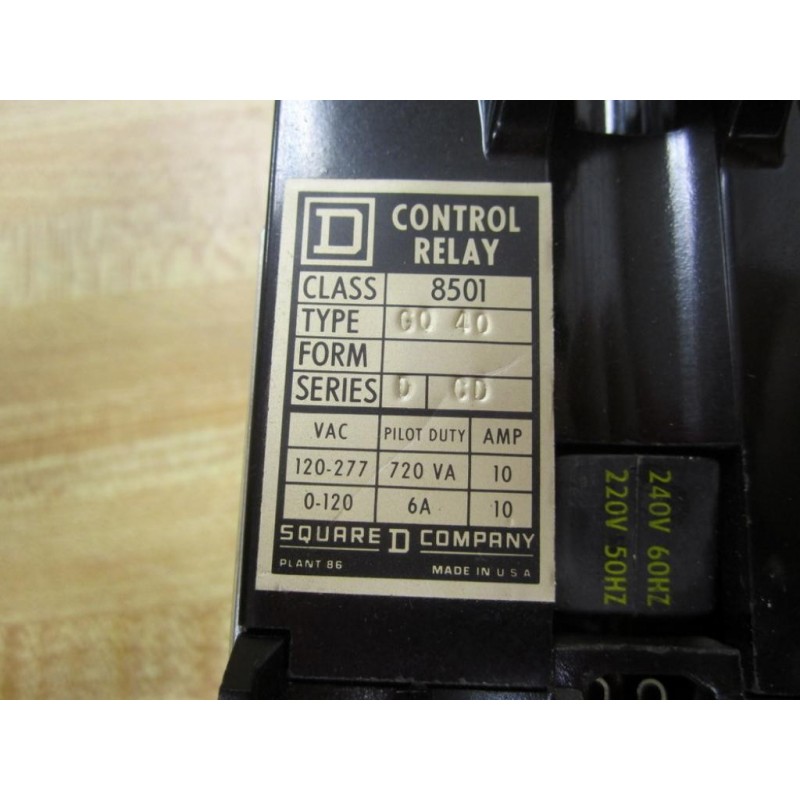 D CONTROL
RELAY
CLASS 8501
TYPE GO 40
FORM
SERIES D CD
VAC PILOT DUTY AMP
120-277 720 VA 10
0-120 6A 10
SQUARE D COMPANY
PLANT 86 MADE IN U S A
240V 60HZ
220V 50HZ